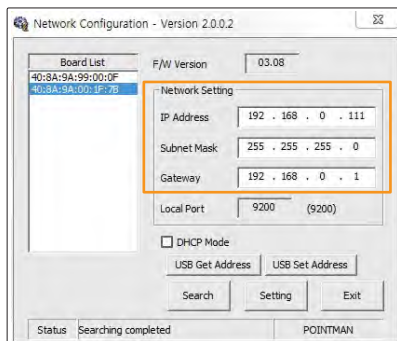 Network Configuration - Version 2.0.0.2
Board List
40:8A:9A:99:00:0F
40:8A:9A:00:1F:7B
F/W Version 03.08
Network Setting
IP Address 192 . 168 . 0 . 111
Subnet Mask 255 . 255 . 255 . 0
Gateway 192 . 168 . 0 . 1
Local Port 9200 (9200)
DHCP Mode
USB Get Address USB Set Address
Search Setting Exit
Status Searching completed POINTMAN